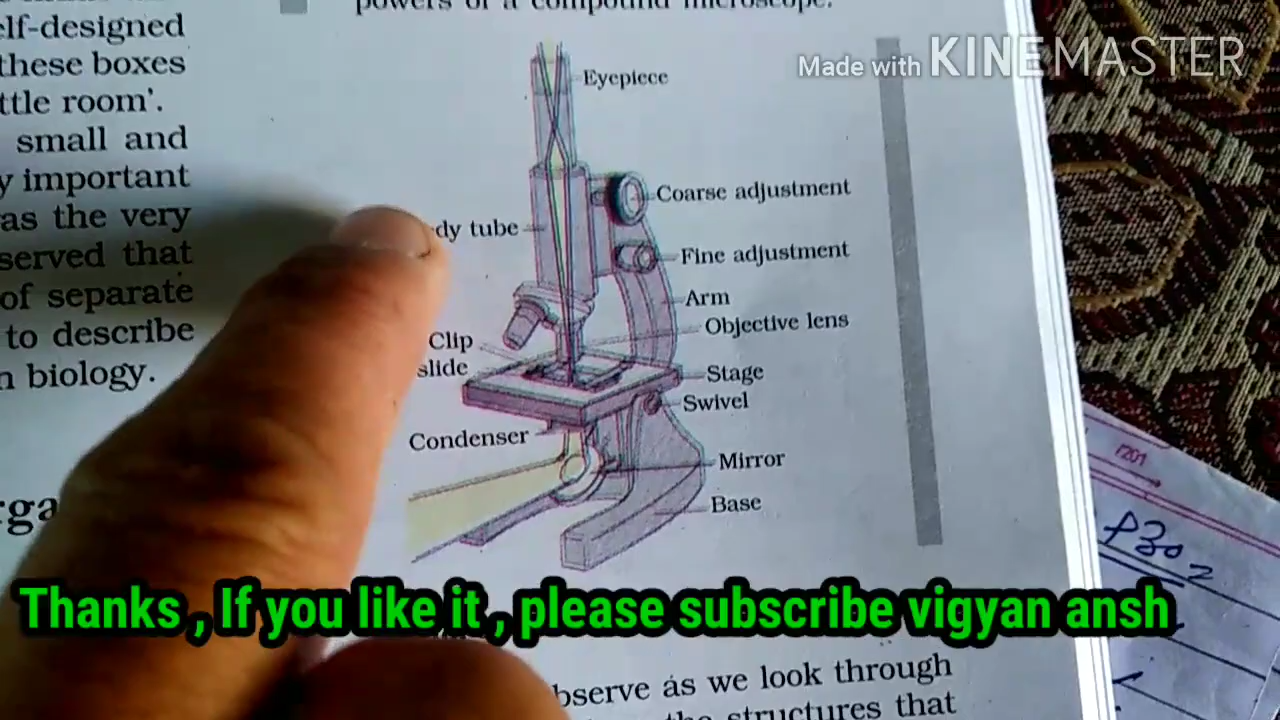 powers of a compound microscope.
elf-designed
these boxes
ttle room'.
small and
y important
as the very
served that
of separate
to describe
n biology.
rga
Made with KINEMASTER
Eyepiece
Coarse adjustment
dy tube
Fine adjustment
Arm
Objective lens
Clip
slide
Stage
Swivel
Condenser
Mirror
Base
Thanks , If you like it , please subscribe vigyan ansh
bserve as we look through
the structures that